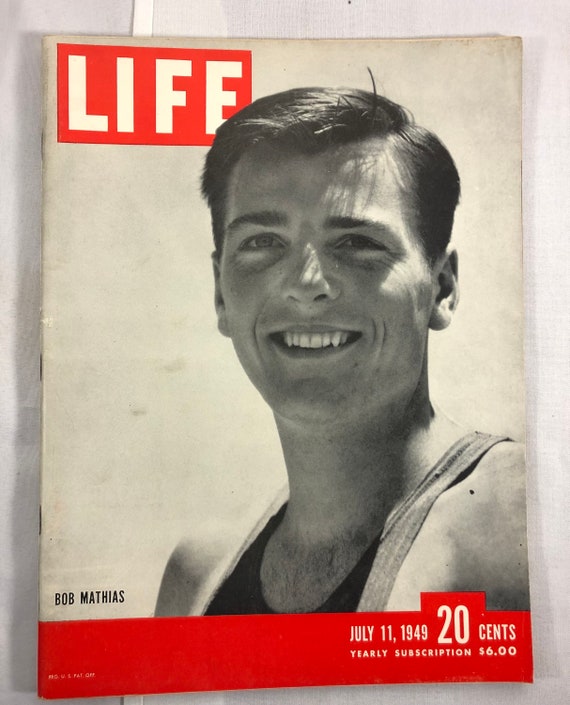 LIFE
BOB MATHIAS
JULY 11, 1949 20 CENTS
YEARLY SUBSCRIPTION $6.00
REG. U. S. PAT. OFF.